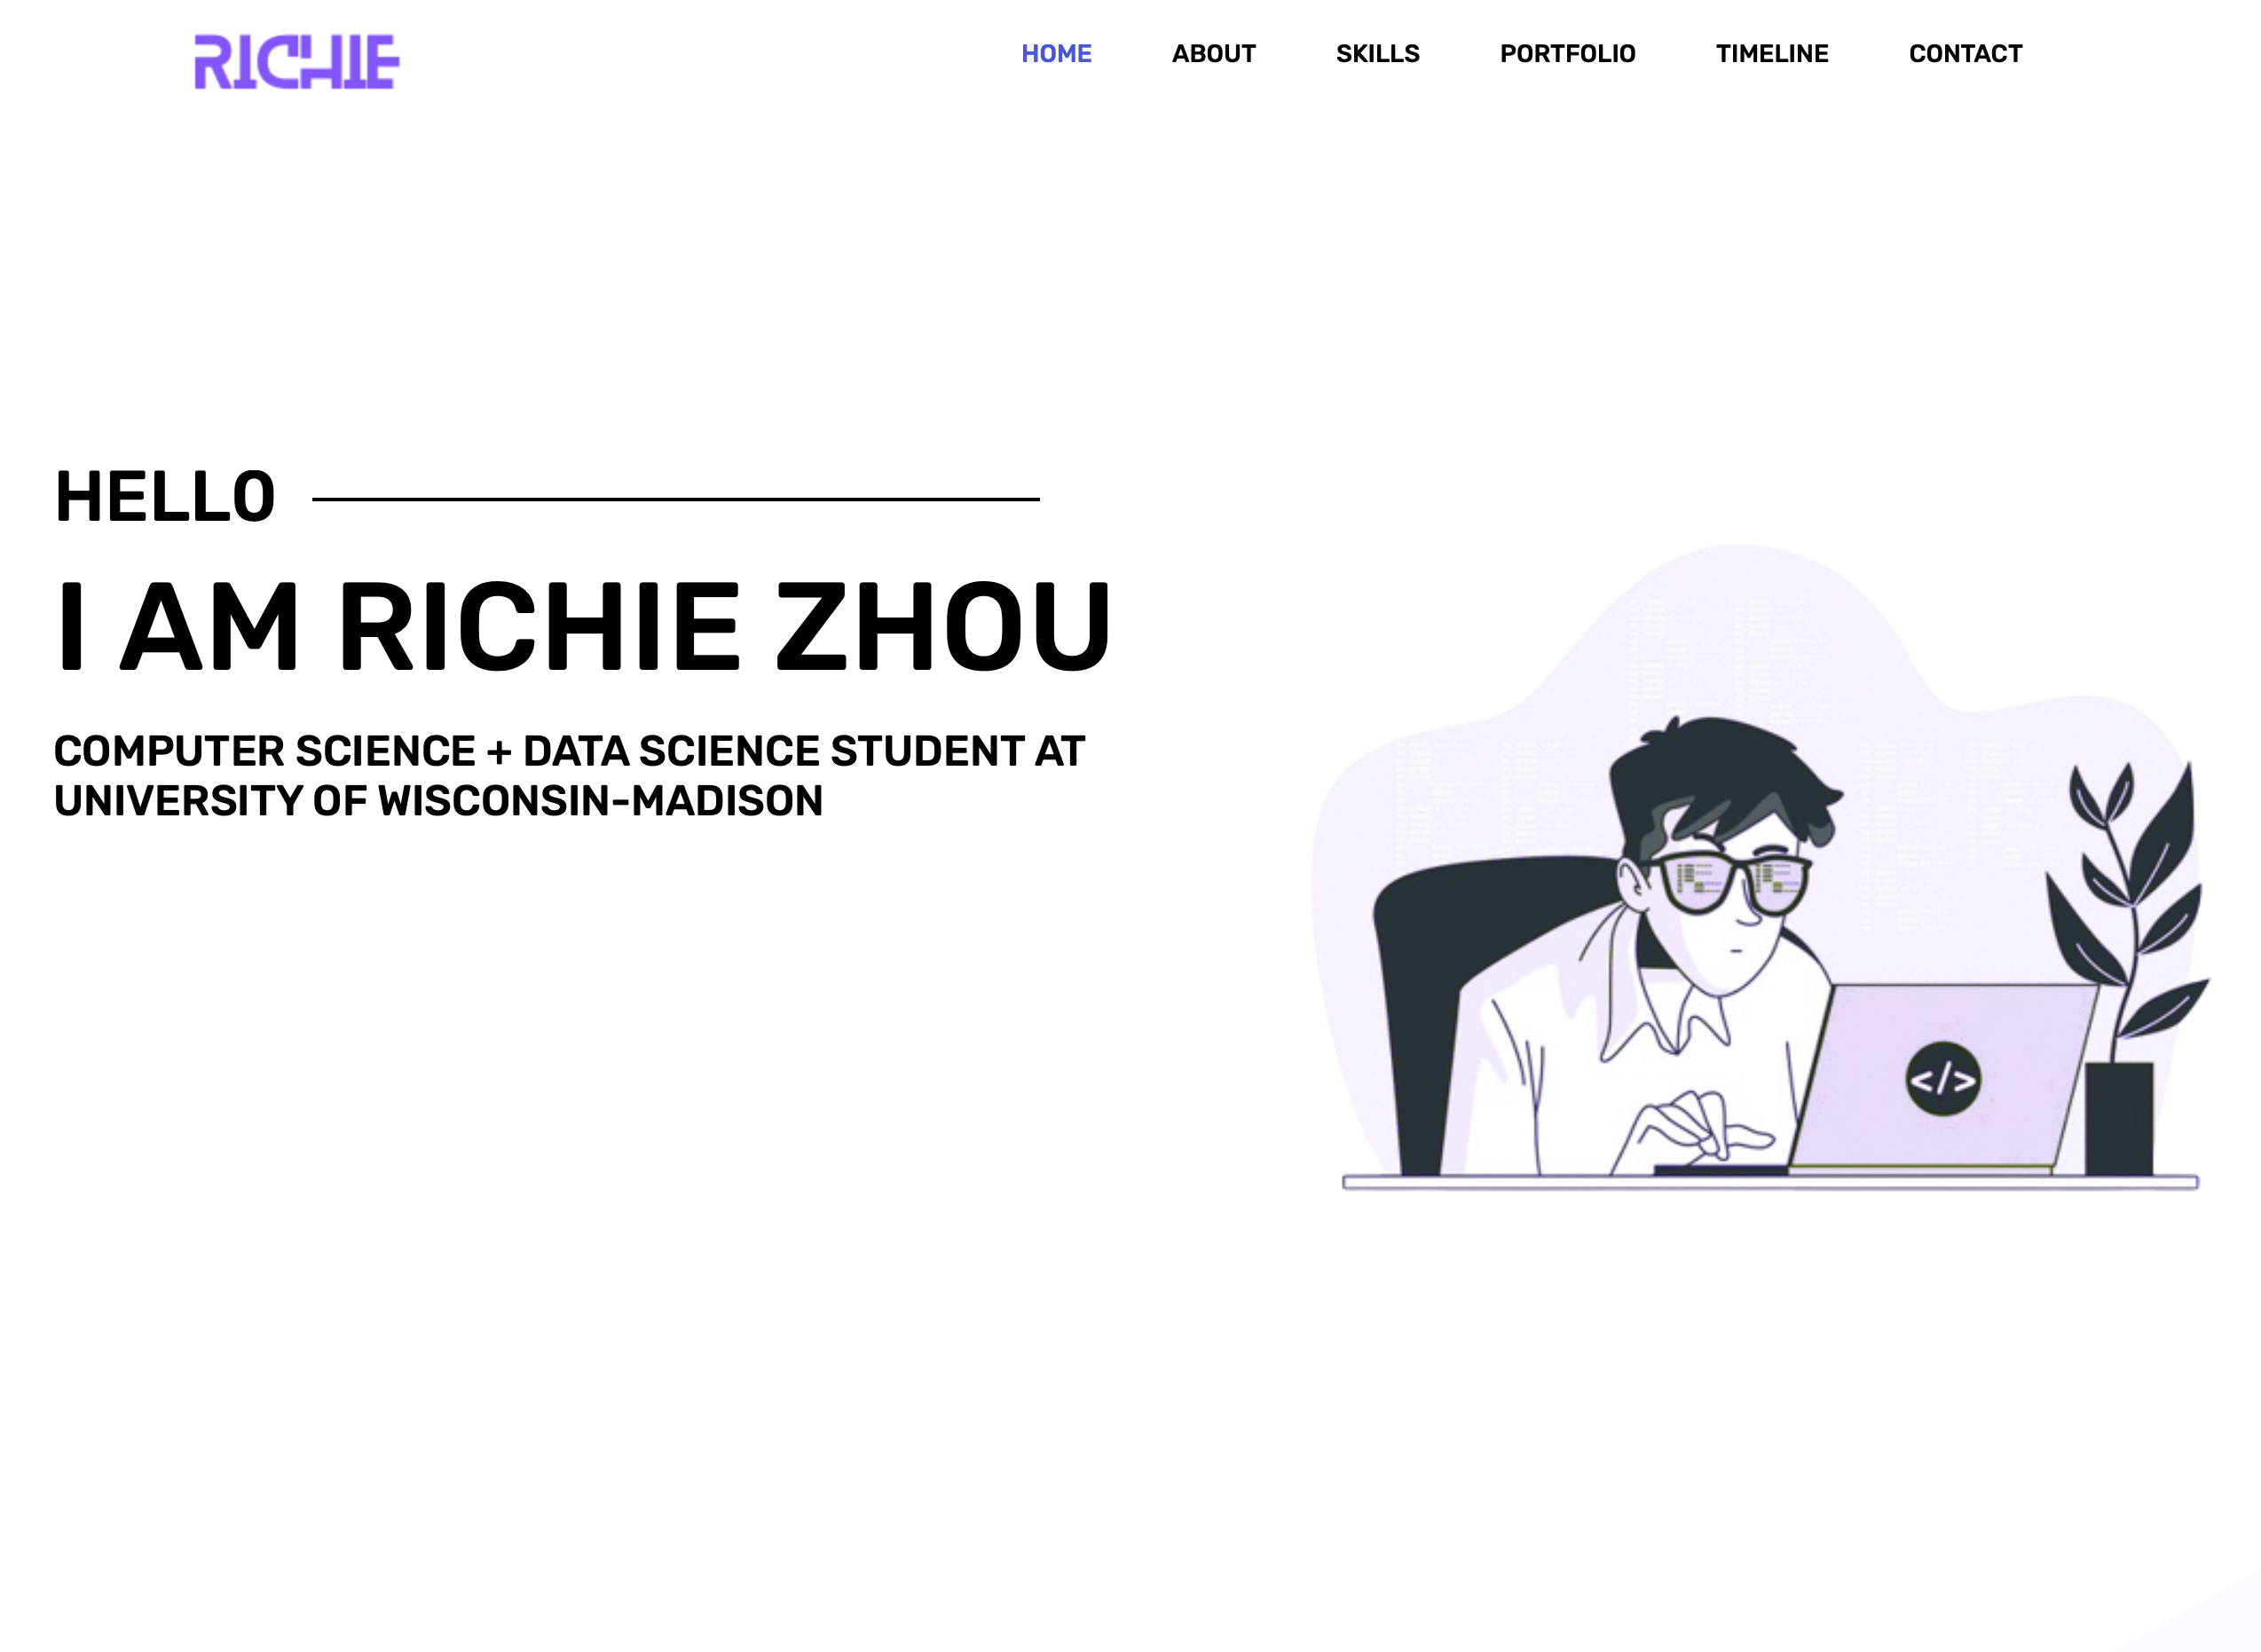 RICHIE
HOME ABOUT SKILLS PORTFOLIO TIMELINE CONTACT
HELLO
I AM RICHIE ZHOU
COMPUTER SCIENCE + DATA SCIENCE STUDENT AT
UNIVERSITY OF WISCONSIN-MADISON
</>